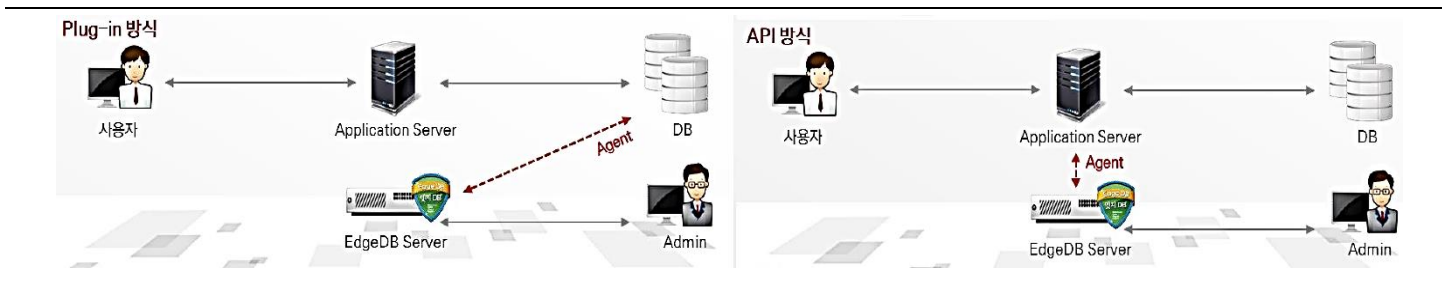 Plug-in 방식
사용자
Application Server
DB
Agent
EdgeDB Server
Admin
API 방식
사용자
Application Server
DB
Agent
EdgeDB Server
Admin